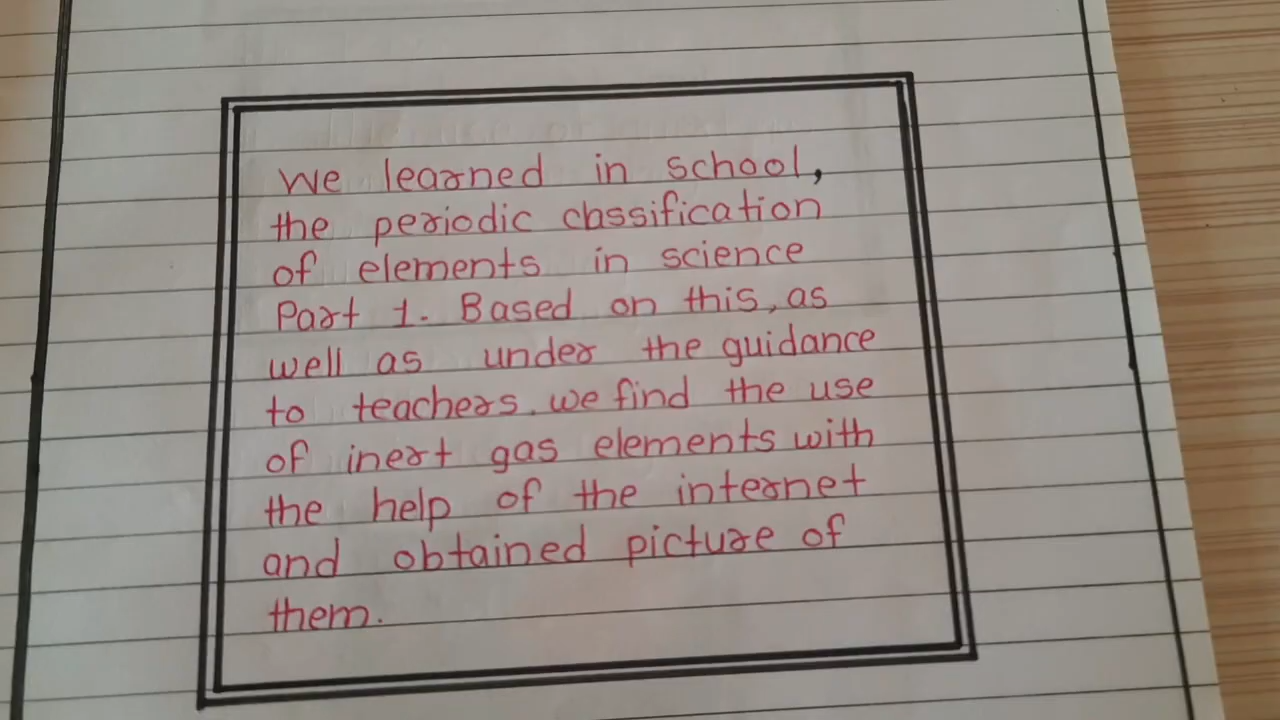 We learned in school,
the periodic classification
of elements in science
Part 1. Based on this, as
well as under the guidance
to teachers. we find the use
of inert gas elements with
the help of the internet
and obtained picture of
them.